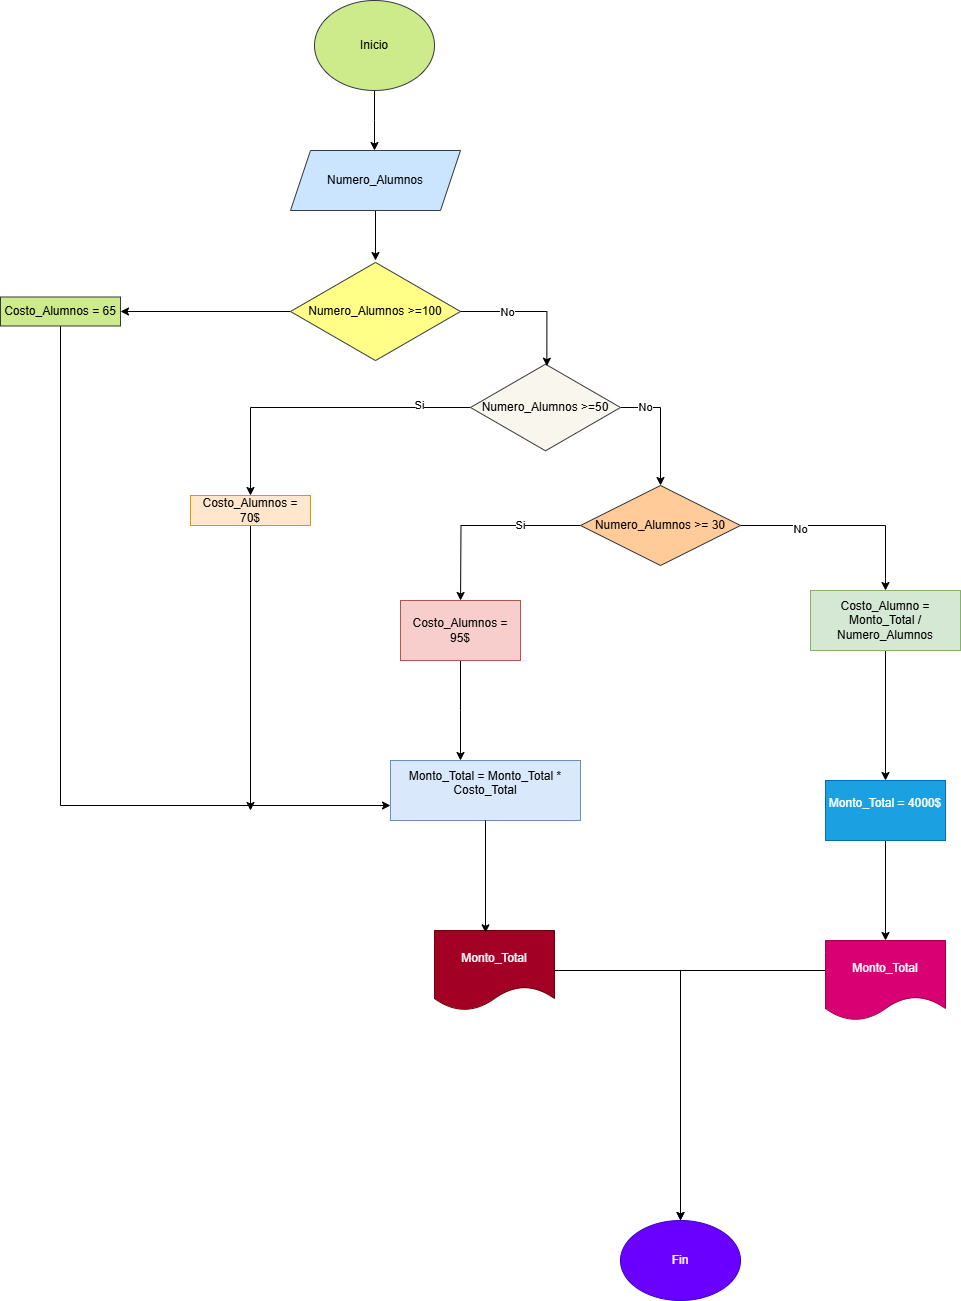 Inicio
Numero_Alumnos
Numero_Alumnos >=100
Costo_Alumnos = 65
No
Numero_Alumnos >=50
Si
No
Costo_Alumnos =
70$
Numero_Alumnos >= 30
Si
No
Costo_Alumnos =
95$
Costo_Alumno =
Monto_Total /
Numero_Alumnos
Monto_Total = Monto_Total *
Costo_Total
Monto_Total = 4000$
Monto_Total
Monto_Total
Fin